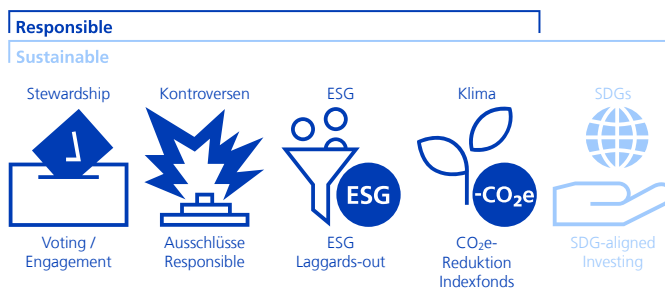 Responsible
Sustainable
Stewardship
Kontroversen
ESG
Klima
SDGs
ESG
-CO₂e
Voting /
Engagement
Ausschlüsse
Responsible
ESG
Laggards-out
CO₂e-
Reduktion
Indexfonds
SDG-aligned
Investing